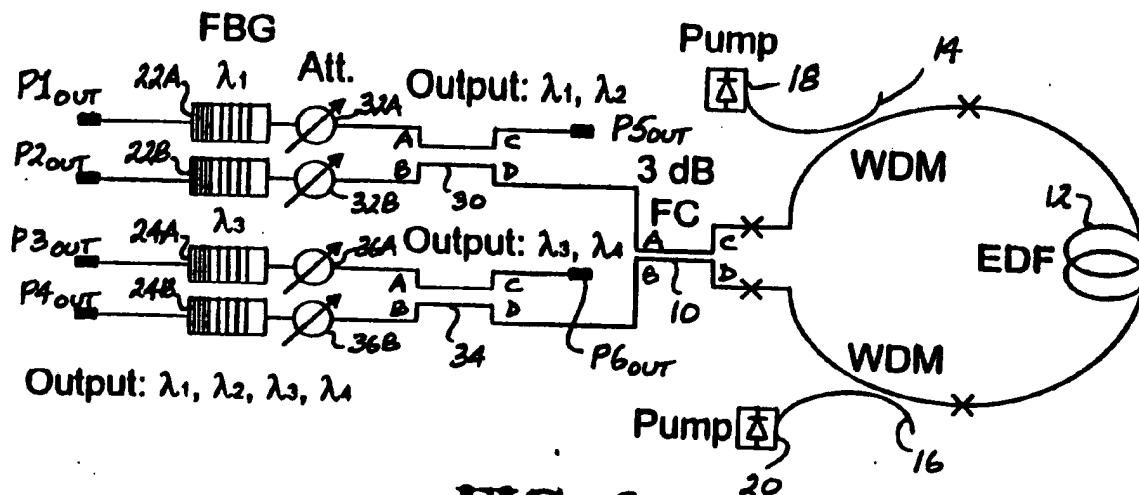 FBG
Pump
14
22A
λ1
Att.
18
P1OUT
32A
Output: λ1, λ2
A
C
P5OUT
22B
P2OUT
B
D
3 dB
WDM
32B
30
FC
12
λ3
24A
36A
Output: λ3, λ4
A
C
EDF
P3OUT
A
C
B
D
24B
10
P4OUT
B
D
36B
34
P6OUT
WDM
Output: λ1, λ2, λ3, λ4
Pump
16
20